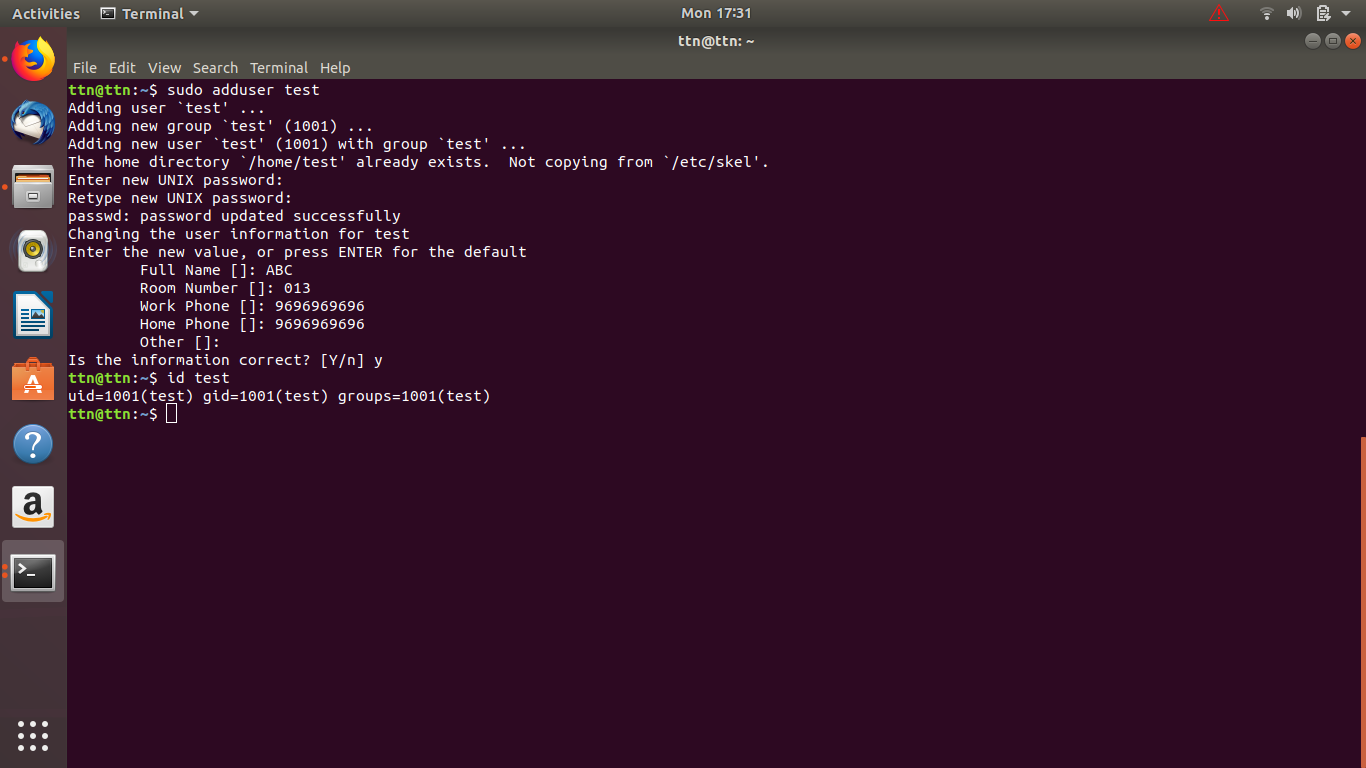 Activities Terminal Mon 17:31
ttn@ttn: ~
File Edit View Search Terminal Help
ttn@ttn:~$ sudo adduser test
Adding user `test' ...
Adding new group `test' (1001) ...
Adding new user `test' (1001) with group `test' ...
The home directory `/home/test' already exists.  Not copying from `/etc/skel'.
Enter new UNIX password:
Retype new UNIX password:
passwd: password updated successfully
Changing the user information for test
Enter the new value, or press ENTER for the default
        Full Name []: ABC
        Room Number []: 013
        Work Phone []: 9696969696
        Home Phone []: 9696969696
        Other []:
Is the information correct? [Y/n] y
ttn@ttn:~$ id test
uid=1001(test) gid=1001(test) groups=1001(test)
ttn@ttn:~$